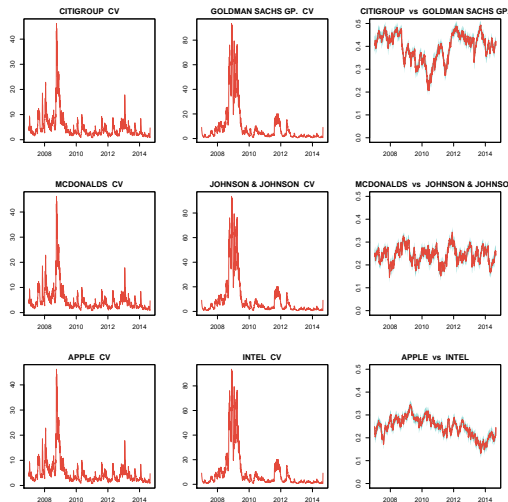 CITIGROUP CV GOLDMAN SACHS GP. CV CITIGROUP vs GOLDMAN SACHS GP
0 10 20 30 40 0 20 40 60 80 0.0 0.1 0.2 0.3 0.4 0.5
2008 2010 2012 2014 2008 2010 2012 2014 2008 2010 2012 2014
MCDONALDS CV JOHNSON & JOHNSON CV MCDONALDS vs JOHNSON & JOHNSO
0 10 20 30 40 0 20 40 60 80 0.0 0.1 0.2 0.3 0.4 0.5
2008 2010 2012 2014 2008 2010 2012 2014 2008 2010 2012 2014
APPLE CV INTEL CV APPLE vs INTEL
0 10 20 30 40 0 20 40 60 80 0.0 0.1 0.2 0.3 0.4 0.5
2008 2010 2012 2014 2008 2010 2012 2014 2008 2010 2012 2014